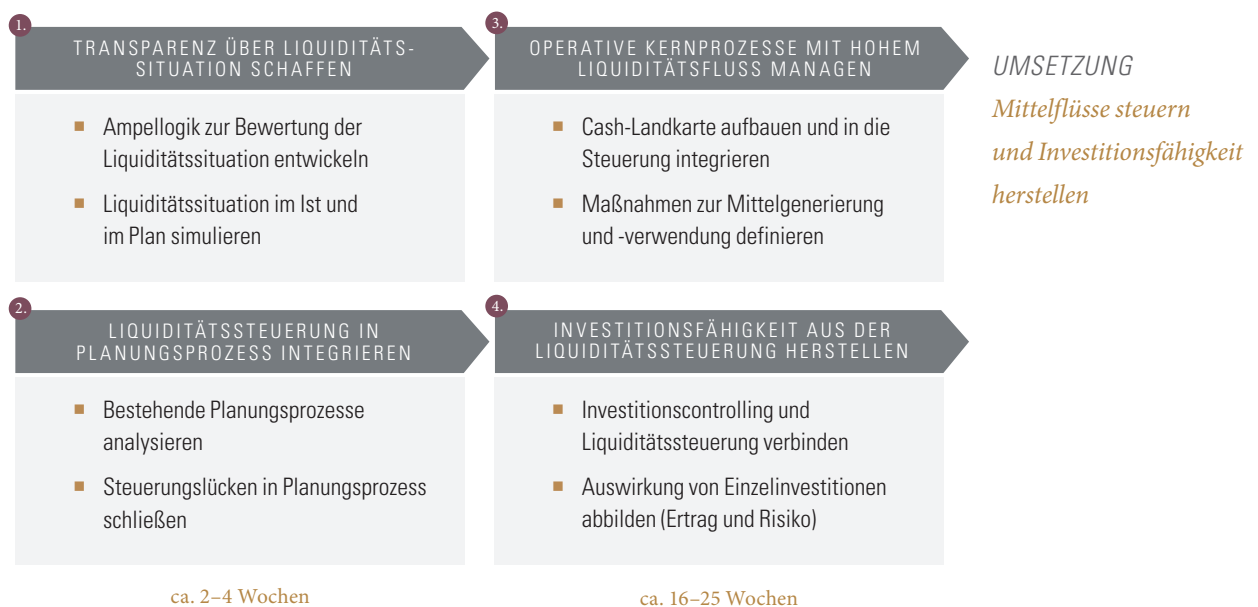 1.
TRANSPARENZ ÜBER LIQUIDITÄTS-
SITUATION SCHAFFEN
Ampellogik zur Bewertung der
Liquiditätssituation entwickeln
Liquiditätssituation im Ist und
im Plan simulieren
2.
LIQUIDITÄTSSTEUERUNG IN
PLANUNGSPROZESS INTEGRIEREN
Bestehende Planungsprozesse
analysieren
Steuerungslücken in Planungsprozess
schließen
ca. 2–4 Wochen
3.
OPERATIVE KERNPROZESSE MIT HOHEM
LIQUIDITÄTSFLUSS MANAGEN
Cash-Landkarte aufbauen und in die
Steuerung integrieren
Maßnahmen zur Mittelgenerierung
und -verwendung definieren
4.
INVESTITIONSFÄHIGKEIT AUS DER
LIQUIDITÄTSSTEUERUNG HERSTELLEN
Investitionscontrolling und
Liquiditätssteuerung verbinden
Auswirkung von Einzelinvestitionen
abbilden (Ertrag und Risiko)
ca. 16–25 Wochen
UMSETZUNG
Mittelflüsse steuern
und Investitionsfähigkeit
herstellen